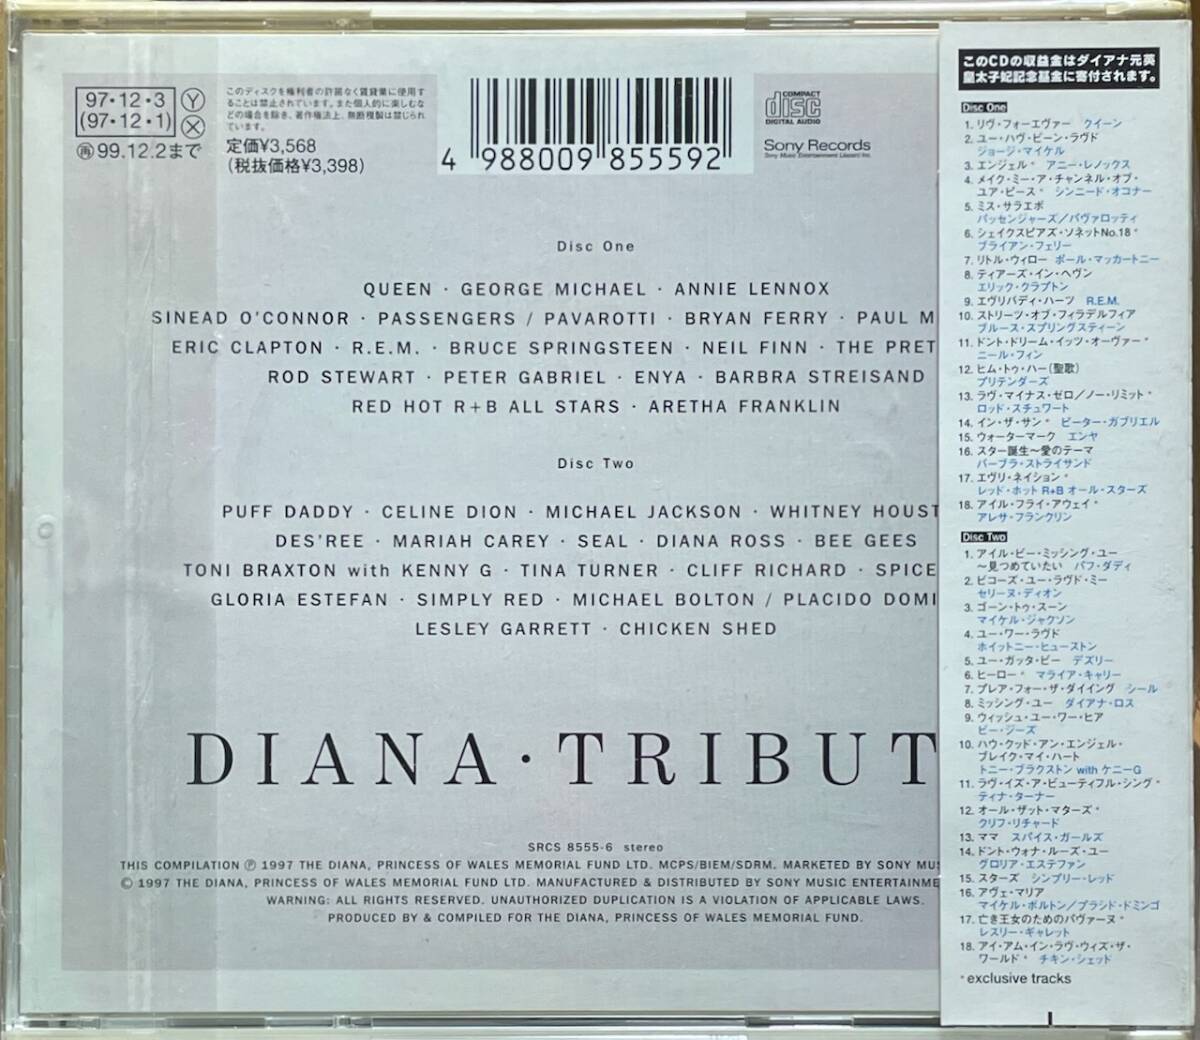 97・12・3 Ⓨ
(97・12・1) Ⓧ
㊢99.12.2まで
このディスクを権利者の許諾なく賃貸業に使用す
ることは禁止されています。また個人的に楽しむな
どの場合を除き、著作権法上、無断複製は禁じられ
ています。
定価¥3,568
(税抜価格¥3,398)
4 988009 855592
COMPACT
disc
DIGITAL AUDIO
Sony Records
Sony Music Entertainment (Japan) Inc.
Disc One
QUEEN · GEORGE MICHAEL · ANNIE LENNOX
SINEAD O'CONNOR · PASSENGERS / PAVAROTTI · BRYAN FERRY · PAUL M
ERIC CLAPTON · R.E.M. · BRUCE SPRINGSTEEN · NEIL FINN · THE PRET
ROD STEWART · PETER GABRIEL · ENYA · BARBRA STREISAND
RED HOT R+B ALL STARS · ARETHA FRANKLIN
Disc Two
PUFF DADDY · CELINE DION · MICHAEL JACKSON · WHITNEY HOUST
DES'REE · MARIAH CAREY · SEAL · DIANA ROSS · BEE GEES
TONI BRAXTON with KENNY G · TINA TURNER · CLIFF RICHARD · SPICE
GLORIA ESTEFAN · SIMPLY RED · MICHAEL BOLTON / PLACIDO DOMI
LESLEY GARRETT · CHICKEN SHED
DIANA · TRIBUT
SRCS 8555-6 stereo
THIS COMPILATION Ⓟ 1997 THE DIANA, PRINCESS OF WALES MEMORIAL FUND LTD. MCPS/BIEM/SDRM. MARKETED BY SONY MU
© 1997 THE DIANA, PRINCESS OF WALES MEMORIAL FUND LTD. MANUFACTURED & DISTRIBUTED BY SONY MUSIC ENTERTAINME
WARNING: ALL RIGHTS RESERVED. UNAUTHORIZED DUPLICATION IS A VIOLATION OF APPLICABLE LAWS.
PRODUCED BY & COMPILED FOR THE DIANA, PRINCESS OF WALES MEMORIAL FUND.
このCDの収益金はダイアナ元英
皇太子妃記念基金に寄付されます。
Disc One
1. リヴ・フォーエヴァー クイーン
2. ユー・ハヴ・ビーン・ラヴド
ジョージ・マイケル
3. エンジェル* アニー・レノックス
4. メイク・ミー・ア・チャンネル・オブ・
ユア・ピース* シンニード・オコナー
5. ミス・サラエボ
パッセンジャーズ／パヴァロッティ
6. シェイクスピアズ・ソネットNo.18*
ブライアン・フェリー
7. リトル・ウィロー ポール・マッカートニー
8. ティアーズ・イン・ヘヴン
エリック・クラプトン
9. エヴリバディ・ハーツ R.E.M.
10. ストリーツ・オブ・フィラデルフィア
ブルース・スプリングスティーン
11. ドント・ドリーム・イッツ・オーヴァー*
ニール・フィン
12. ヒム・トゥ・ハー(聖歌)
プリテンダーズ
13. ラヴ・マイナス・ゼロ／ノー・リミット*
ロッド・スチュワート
14. イン・ザ・サン* ピーター・ガブリエル
15. ウォーターマーク エンヤ
16. スター誕生〜愛のテーマ
バーブラ・ストライサンド
17. エヴリ・ネイション*
レッド・ホット R+B オール・スターズ
18. アイル・フライ・アウェイ*
アレサ・フランクリン
Disc Two
1. アイル・ビー・ミッシング・ユー
〜見つめていたい パフ・ダディ
2. ビコーズ・ユー・ラヴド・ミー
セリーヌ・ディオン
3. ゴーン・トゥ・スーン
マイケル・ジャクソン
4. ユー・ワー・ラヴド
ホイットニー・ヒューストン
5. ユー・ガッタ・ビー デズリー
6. ヒーロー* マライア・キャリー
7. プレア・フォー・ザ・ダイイング シール
8. ミッシング・ユー ダイアナ・ロス
9. ウィッシュ・ユー・ワー・ヒア
ビー・ジーズ
10. ハウ・クッド・アン・エンジェル・
ブレイク・マイ・ハート
トニー・ブラクストン with ケニーG
11. ラヴ・イズ・ア・ビューティフル・シング*
ティナ・ターナー
12. オール・ザット・マターズ*
クリフ・リチャード
13. ママ スパイス・ガールズ
14. ドント・ウォナ・ルーズ・ユー
グロリア・エステファン
15. スターズ シンプリー・レッド
16. アヴェ・マリア
マイケル・ボルトン／プラシド・ドミンゴ
17. 亡き王女のためのパヴァーヌ*
レスリー・ギャレット
18. アイ・アム・イン・ラヴ・ウィズ・ザ・
ワールド* チキン・シェッド
*exclusive tracks